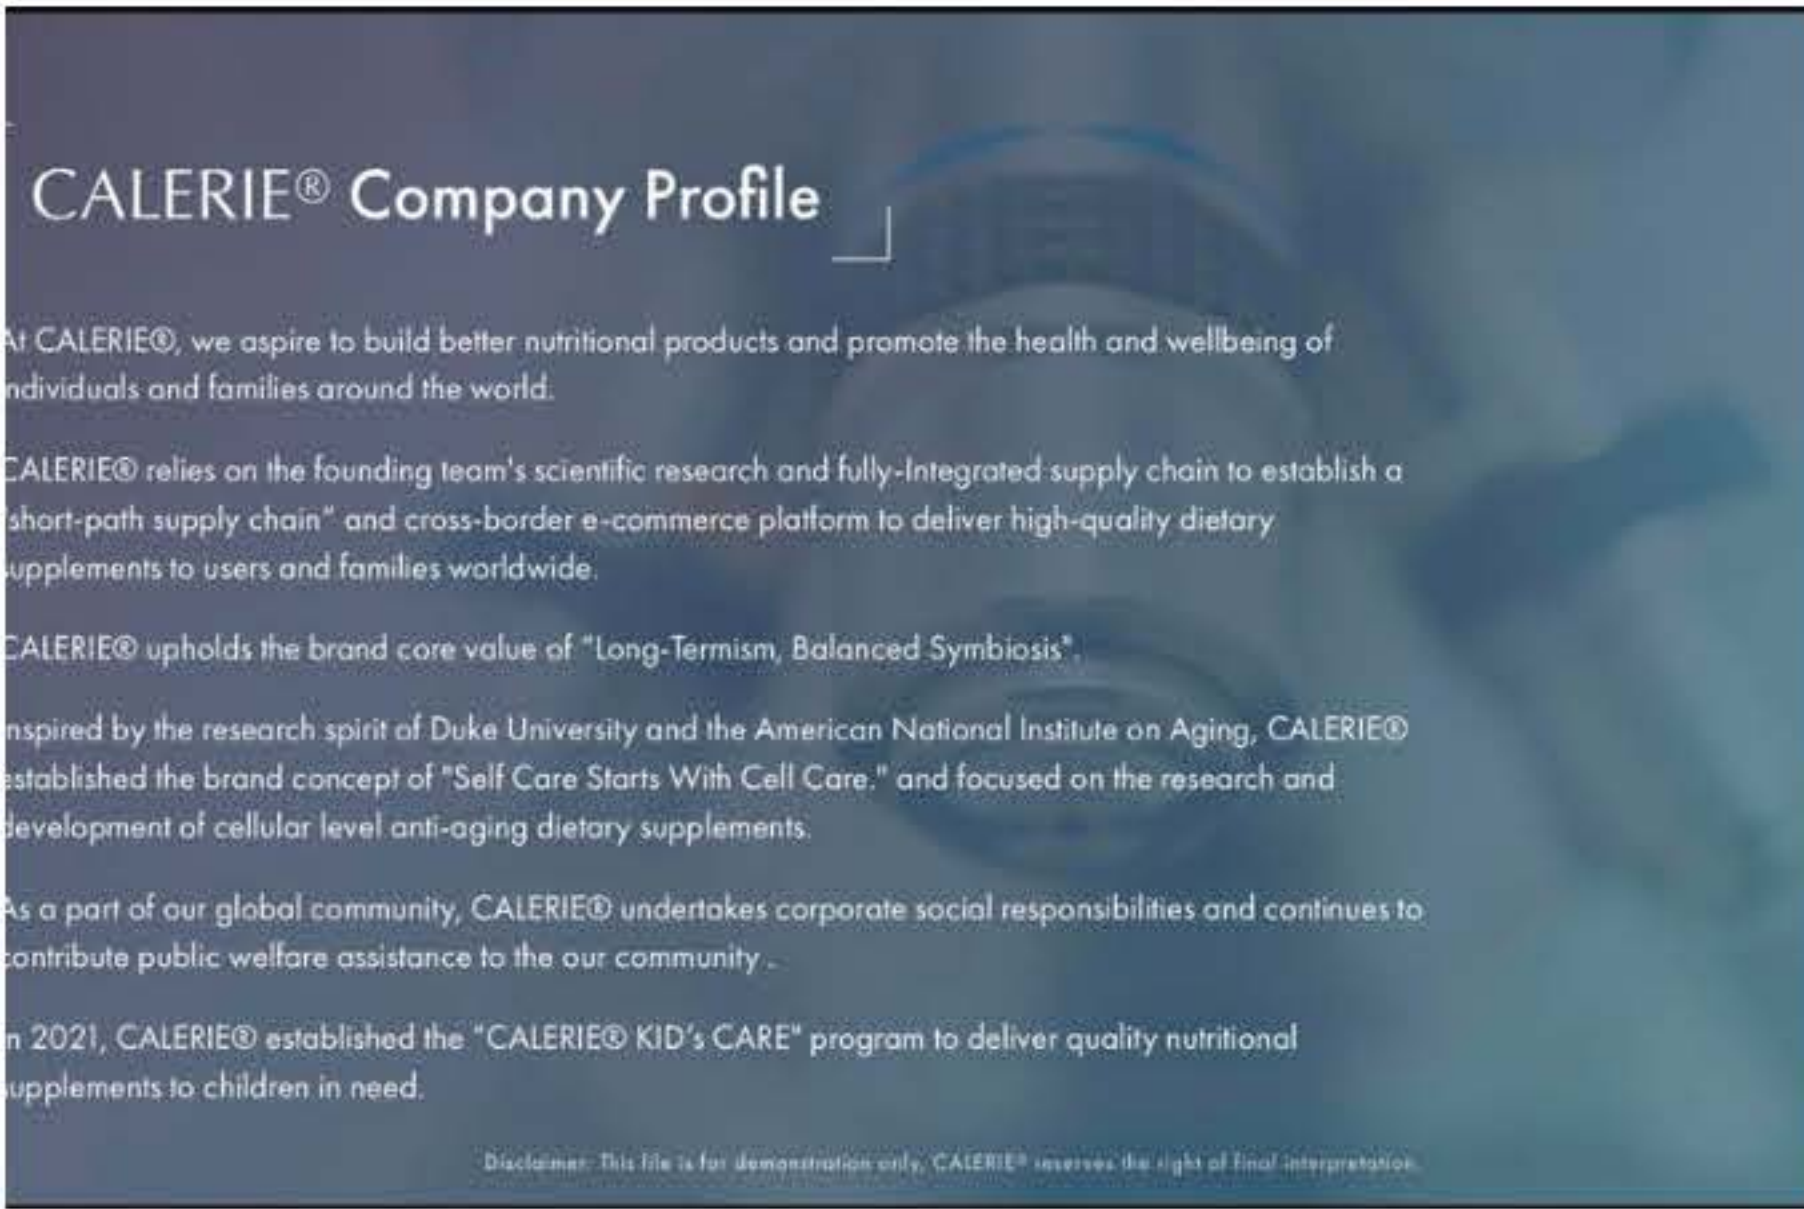 CALERIE® Company Profile
At CALERIE®, we aspire to build better nutritional products and promote the health and wellbeing of
ndividuals and families around the world.
CALERIE® relies on the founding team's scientific research and fully-Integrated supply chain to establish a
short-path supply chain" and cross-border e-commerce platform to deliver high-quality dietary
upplements to users and families worldwide.
CALERIE® upholds the brand core value of "Long-Termism, Balanced Symbiosis".
nspired by the research spirit of Duke University and the American National Institute on Aging, CALERIE®
established the brand concept of "Self Care Starts With Cell Care." and focused on the research and
development of cellular level anti-aging dietary supplements.
As a part of our global community, CALERIE® undertakes corporate social responsibilities and continues to
contribute public welfare assistance to the our community .
n 2021, CALERIE® established the "CALERIE® KID's CARE" program to deliver quality nutritional
upplements to children in need.
Disclaimer: This file is for demonstration only, CALERIE® reserves the right of final interpretation.